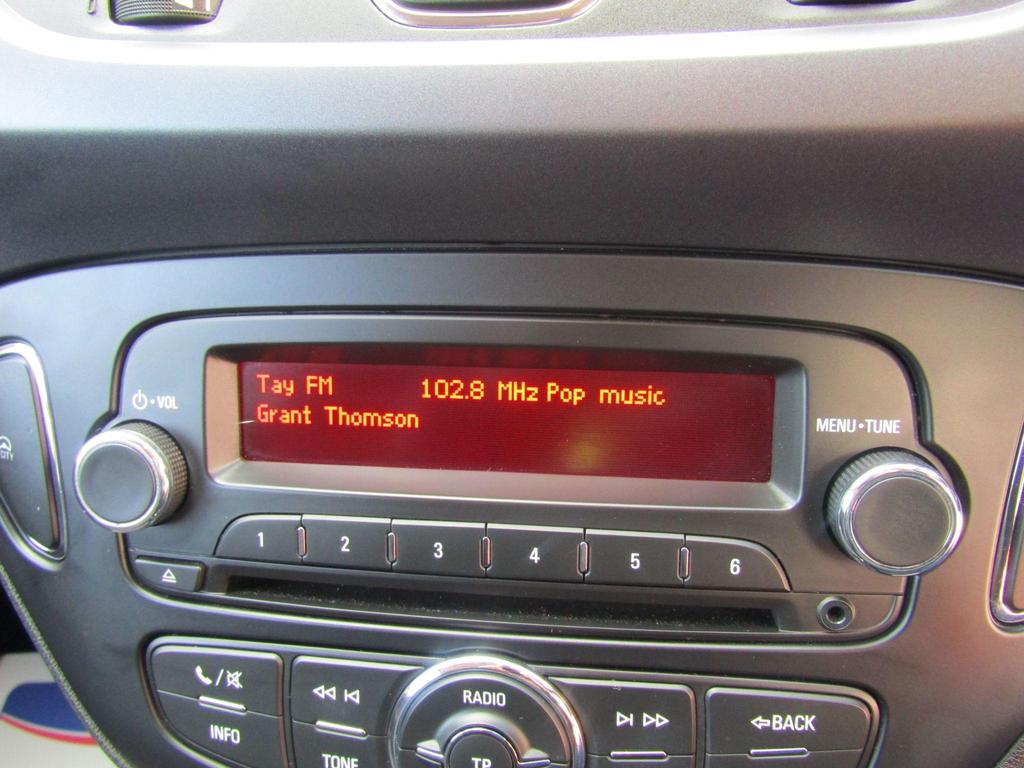 Tay FM 102.8 MHz Pop music
Grant Thomson
VOL
MENU•TUNE
CITY
1 2 3 4 5 6
RADIO
BACK
INFO
TONE
TP